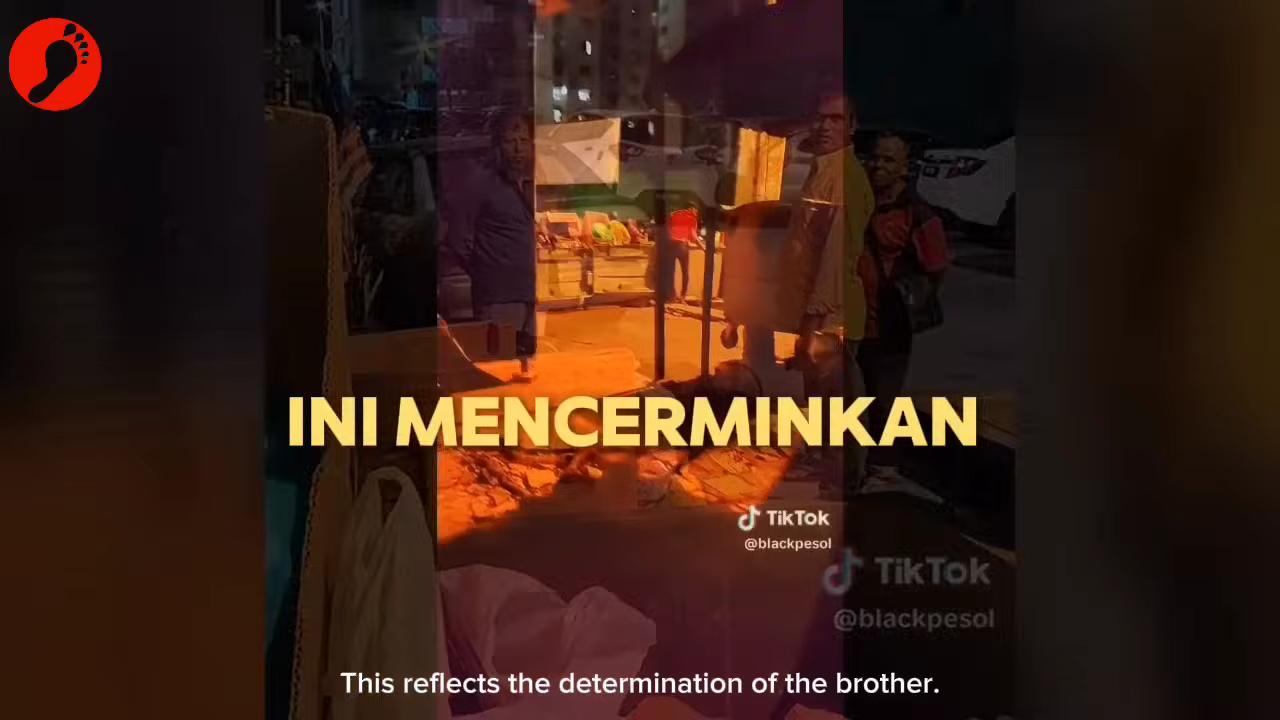 INI MENCERMINKAN
TikTok
@blackpesol
TikTok
@blackpesol
This reflects the determination of the brother.